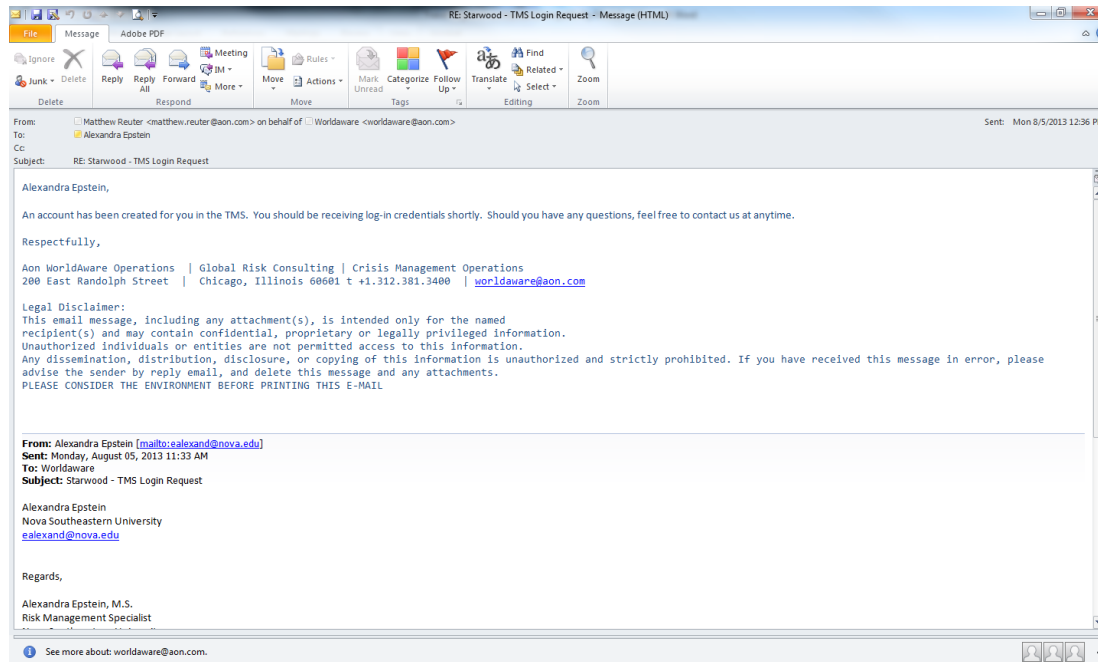 RE: Starwood - TMS Login Request - Message (HTML)
File Message Adobe PDF
Ignore
Junk
Delete
Reply
Reply All
Forward
Meeting
IM
More
Move
Rules
Actions
Mark Unread
Categorize
Follow Up
Translate
Find
Related
Select
Zoom
Delete Respond Move Tags Editing Zoom
From: Matthew Reuter <matthew.reuter@aon.com> on behalf of Worldaware <worldaware@aon.com>
Sent: Mon 8/5/2013 12:36
To: Alexandra Epstein
Cc:
Subject: RE: Starwood - TMS Login Request
Alexandra Epstein,
An account has been created for you in the TMS. You should be receiving log-in credentials shortly. Should you have any questions, feel free to contact us at anytime.
Respectfully,
Aon WorldAware Operations | Global Risk Consulting | Crisis Management Operations
200 East Randolph Street | Chicago, Illinois 60601 t +1.312.381.3400 | worldaware@aon.com
Legal Disclaimer:
This email message, including any attachment(s), is intended only for the named
recipient(s) and may contain confidential, proprietary or legally privileged information.
Unauthorized individuals or entities are not permitted access to this information.
Any dissemination, distribution, disclosure, or copying of this information is unauthorized and strictly prohibited. If you have received this message in error, please
advise the sender by reply email, and delete this message and any attachments.
PLEASE CONSIDER THE ENVIRONMENT BEFORE PRINTING THIS E-MAIL
From: Alexandra Epstein [mailto:ealexand@nova.edu]
Sent: Monday, August 05, 2013 11:33 AM
To: Worldaware
Subject: Starwood - TMS Login Request
Alexandra Epstein
Nova Southeastern University
ealexand@nova.edu
Regards,
Alexandra Epstein, M.S.
Risk Management Specialist
See more about: worldaware@aon.com.